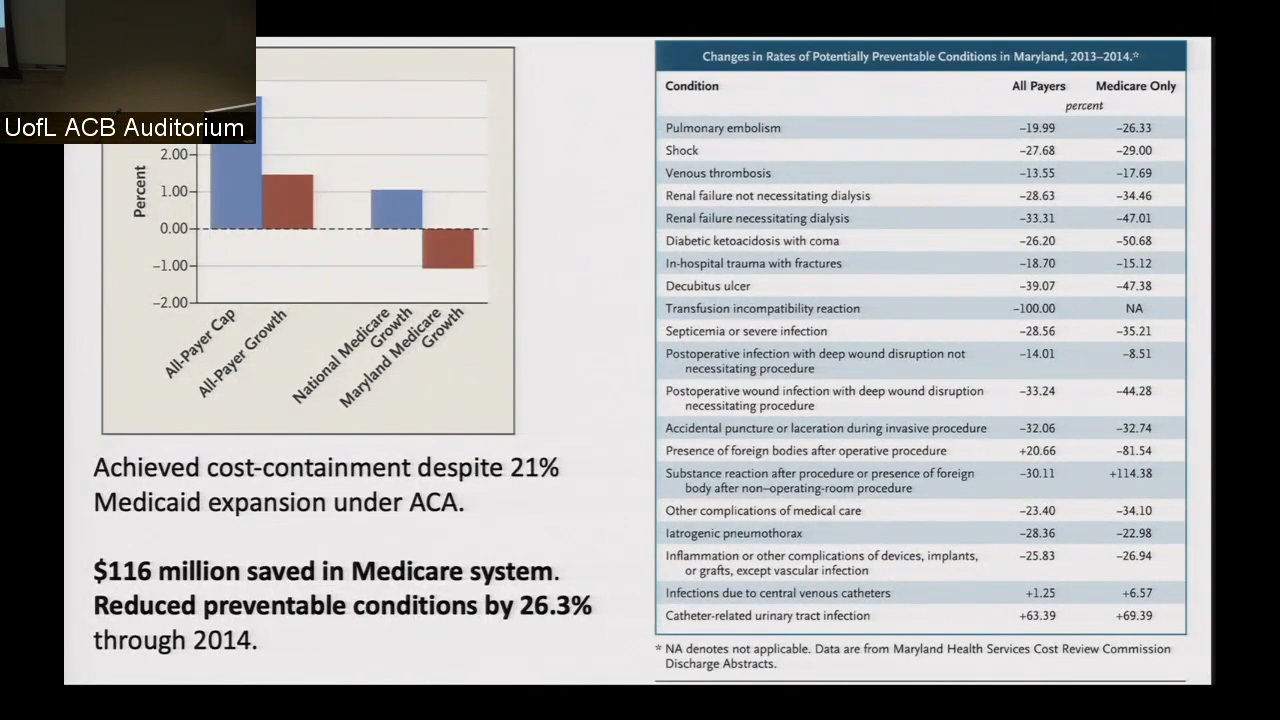 UofL ACB Auditorium
Percent
2.00
1.00
0.00
−1.00
−2.00
All-Payer Cap
All-Payer Growth
National Medicare
Growth
Maryland Medicare
Growth
Achieved cost-containment despite 21%
Medicaid expansion under ACA.
$116 million saved in Medicare system.
Reduced preventable conditions by 26.3%
through 2014.
Changes in Rates of Potentially Preventable Conditions in Maryland, 2013–2014.*
Condition All Payers Medicare Only
percent
Pulmonary embolism −19.99 −26.33
Shock −27.68 −29.00
Venous thrombosis −13.55 −17.69
Renal failure not necessitating dialysis −28.63 −34.46
Renal failure necessitating dialysis −33.31 −47.01
Diabetic ketoacidosis with coma −26.20 −50.68
In-hospital trauma with fractures −18.70 −15.12
Decubitus ulcer −39.07 −47.38
Transfusion incompatibility reaction −100.00 NA
Septicemia or severe infection −28.56 −35.21
Postoperative infection with deep wound disruption not −14.01 −8.51
necessitating procedure
Postoperative wound infection with deep wound disruption −33.24 −44.28
necessitating procedure
Accidental puncture or laceration during invasive procedure −32.06 −32.74
Presence of foreign bodies after operative procedure +20.66 −81.54
Substance reaction after procedure or presence of foreign −30.11 +114.38
body after non–operating-room procedure
Other complications of medical care −23.40 −34.10
Iatrogenic pneumothorax −28.36 −22.98
Inflammation or other complications of devices, implants, −25.83 −26.94
or grafts, except vascular infection
Infections due to central venous catheters +1.25 +6.57
Catheter-related urinary tract infection +63.39 +69.39
* NA denotes not applicable. Data are from Maryland Health Services Cost Review Commission
Discharge Abstracts.